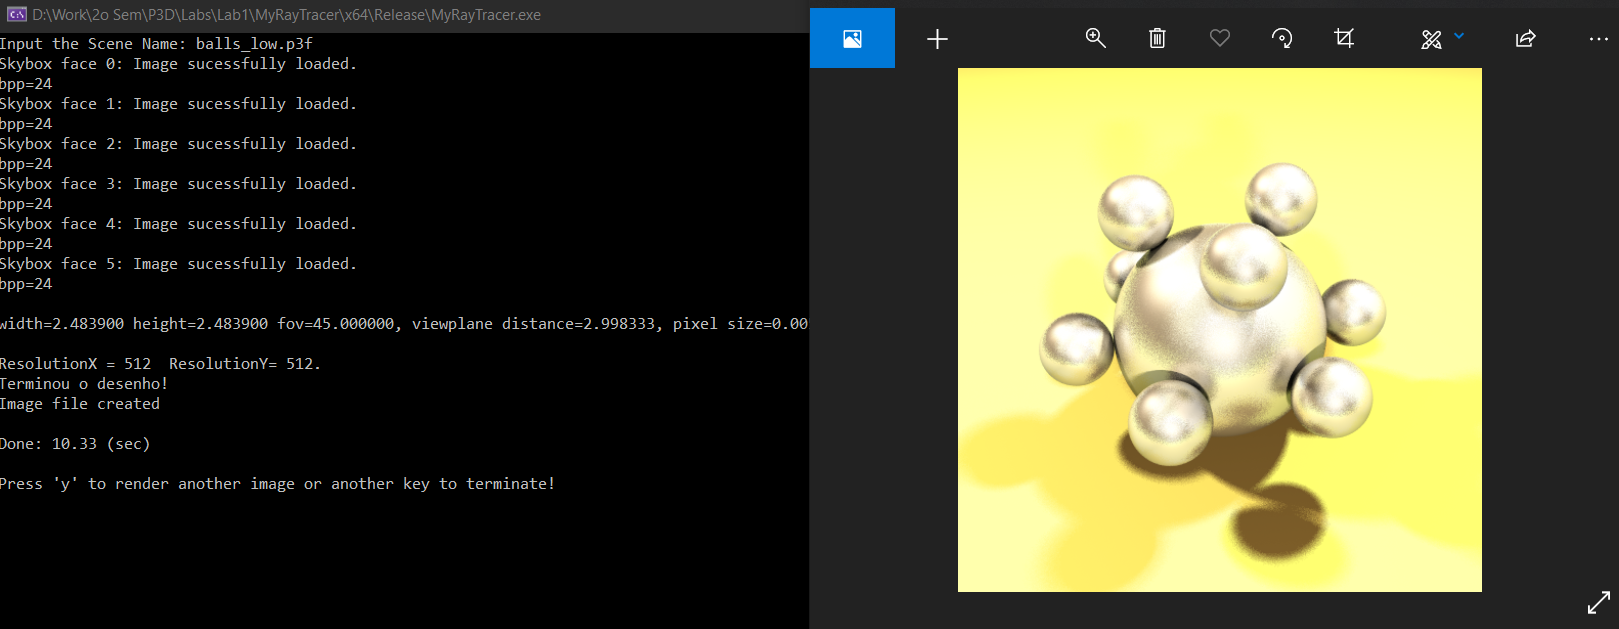 D:\Work\2o Sem\P3D\Labs\Lab1\MyRayTracer\x64\Release\MyRayTracer.exe
Input the Scene Name: balls_low.p3f
Skybox face 0: Image sucessfully loaded.
bpp=24
Skybox face 1: Image sucessfully loaded.
bpp=24
Skybox face 2: Image sucessfully loaded.
bpp=24
Skybox face 3: Image sucessfully loaded.
bpp=24
Skybox face 4: Image sucessfully loaded.
bpp=24
Skybox face 5: Image sucessfully loaded.
bpp=24
width=2.483900 height=2.483900 fov=45.000000, viewplane distance=2.998333, pixel size=0.00
ResolutionX = 512  ResolutionY= 512.
Terminou o desenho!
Image file created
Done: 10.33 (sec)
Press 'y' to render another image or another key to terminate!